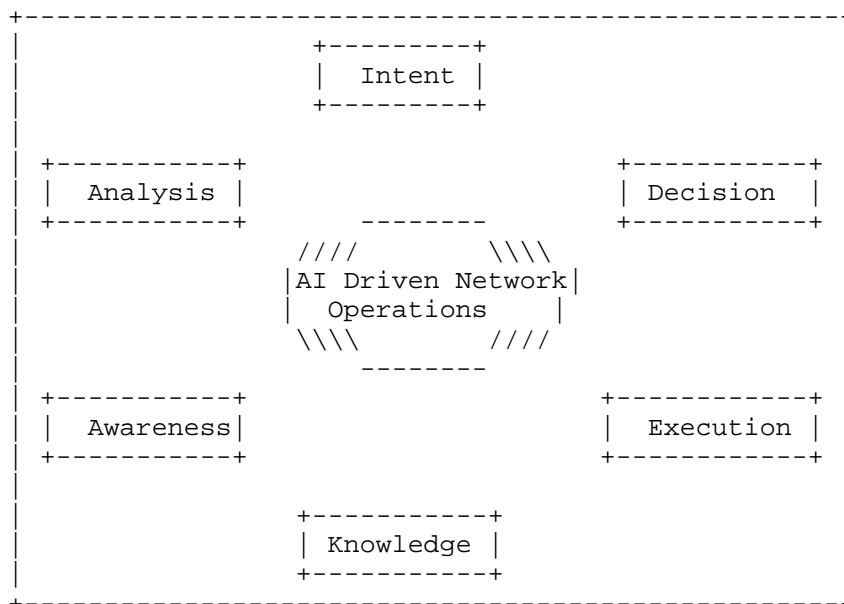 Intent
Analysis
Decision
AI Driven Network
Operations
Awareness
Execution
Knowledge